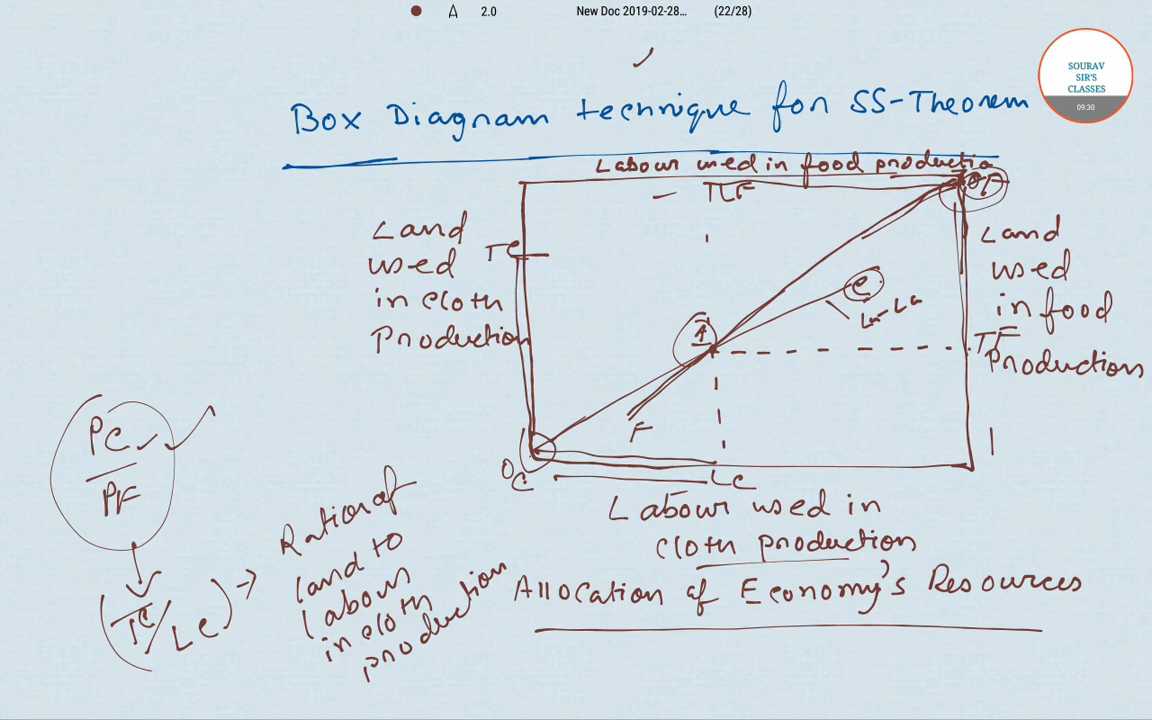 2.0
New Doc 2019-02-28... (22/28)
SOURAV
SIR'S
CLASSES
09:30
Box Diagram technique for SS-Theorem
Labour used in food productio
TLF
OF
Land
used
in cloth
Production
TC
Land
used
in food
Production
TF
C
A
F
OC
LC
Labour used in
cloth production
Allocation of Economy's Resources
PC
PF
(TC/LC) →
Ration of
land to
labour
in cloth
production